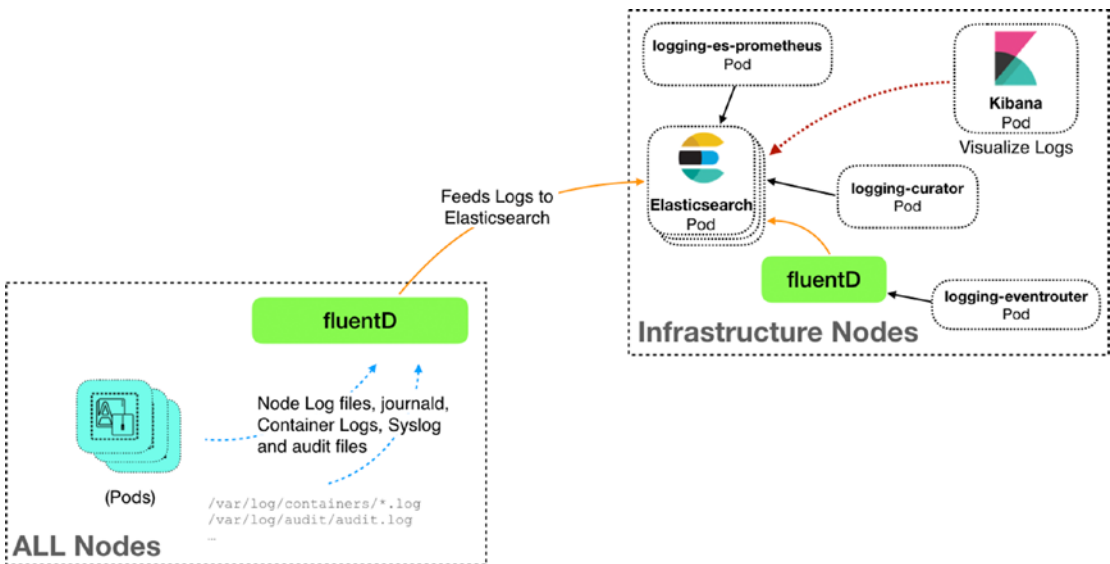 logging-es-prometheus
Pod
Kibana
Pod
Visualize Logs
Elasticsearch
Pod
logging-curator
Pod
Feeds Logs to
Elasticsearch
fluentD
logging-eventrouter
Pod
Infrastructure Nodes
fluentD
Node Log files, journald,
Container Logs, Syslog
and audit files
(Pods)
/var/log/containers/*.log
/var/log/audit/audit.log
…
ALL Nodes